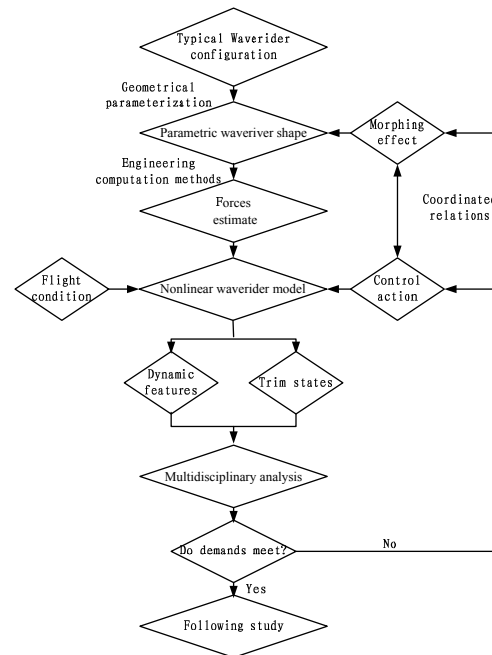 Typical Waverider
configuration
Geometrical
parameterization
Parametric waveriver shape
Morphing
effect
Engineering
computation methods
Forces
estimate
Coordinated
relations
Flight
condition
Nonlinear waverider model
Control
action
Dynamic
features
Trim states
Multidisciplinary analysis
Do demands meet?
No
Yes
Following study